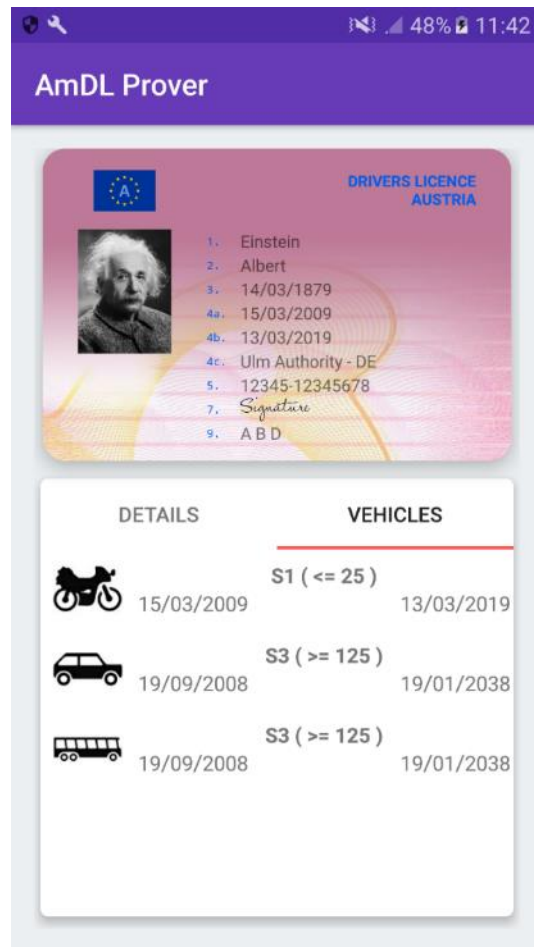 48% 11:42
AmDL Prover
A
DRIVERS LICENCE
AUSTRIA
1. Einstein
2. Albert
3. 14/03/1879
4a. 15/03/2009
4b. 13/03/2019
4c. Ulm Authority - DE
5. 12345-12345678
7. Signature
9. A B D
DETAILS VEHICLES
S1 ( <= 25 )
15/03/2009 13/03/2019
S3 ( >= 125 )
19/09/2008 19/01/2038
S3 ( >= 125 )
19/09/2008 19/01/2038